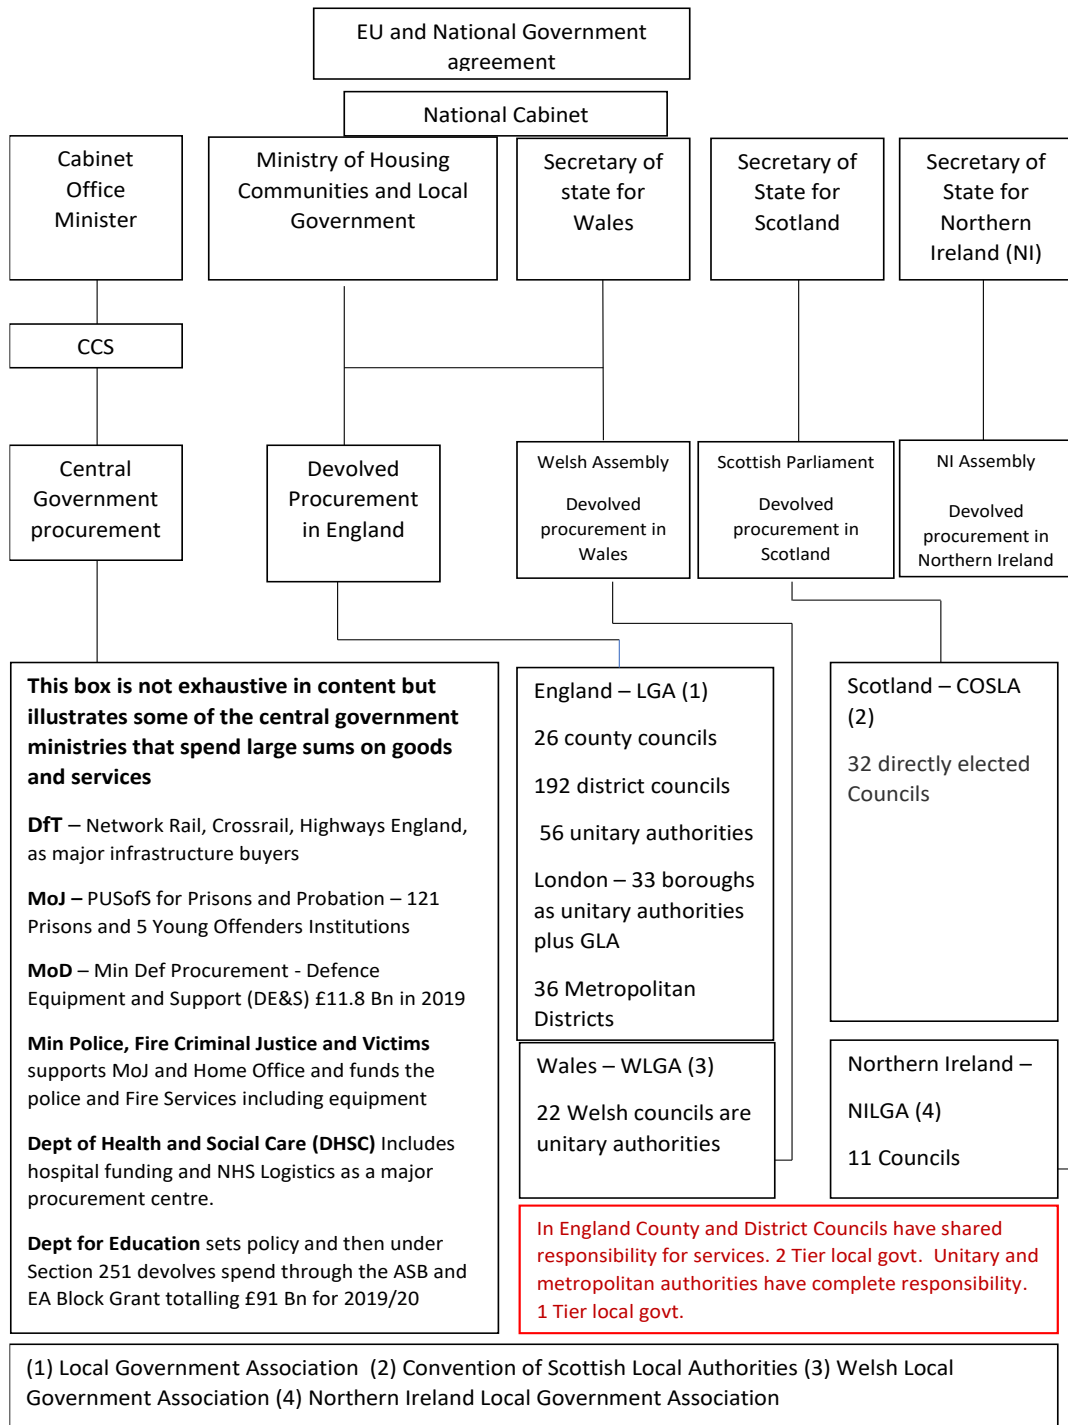 EU and National Government
agreement
National Cabinet
Cabinet
Office
Minister
Ministry of Housing
Communities and Local
Government
Secretary of
state for
Wales
Secretary of
State for
Scotland
Secretary of
State for
Northern
Ireland (NI)
CCS
Central
Government
procurement
Devolved
Procurement
in England
Welsh Assembly
Devolved
procurement in
Wales
Scottish Parliament
Devolved
procurement in
Scotland
NI Assembly
Devolved
procurement in
Northern Ireland
This box is not exhaustive in content but
illustrates some of the central government
ministries that spend large sums on goods
and services
DfT – Network Rail, Crossrail, Highways England,
as major infrastructure buyers
MoJ – PUSofS for Prisons and Probation – 121
Prisons and 5 Young Offenders Institutions
MoD – Min Def Procurement - Defence
Equipment and Support (DE&S) £11.8 Bn in 2019
Min Police, Fire Criminal Justice and Victims
supports MoJ and Home Office and funds the
police and Fire Services including equipment
Dept of Health and Social Care (DHSC) Includes
hospital funding and NHS Logistics as a major
procurement centre.
Dept for Education sets policy and then under
Section 251 devolves spend through the ASB and
EA Block Grant totalling £91 Bn for 2019/20
England – LGA (1)
26 county councils
192 district councils
56 unitary authorities
London – 33 boroughs
as unitary authorities
plus GLA
36 Metropolitan
Districts
Scotland – COSLA
(2)
32 directly elected
Councils
Wales – WLGA (3)
22 Welsh councils are
unitary authorities
Northern Ireland –
NILGA (4)
11 Councils
In England County and District Councils have shared
responsibility for services. 2 Tier local govt.  Unitary and
metropolitan authorities have complete responsibility.
1 Tier local govt.
(1) Local Government Association  (2) Convention of Scottish Local Authorities (3) Welsh Local
Government Association (4) Northern Ireland Local Government Association